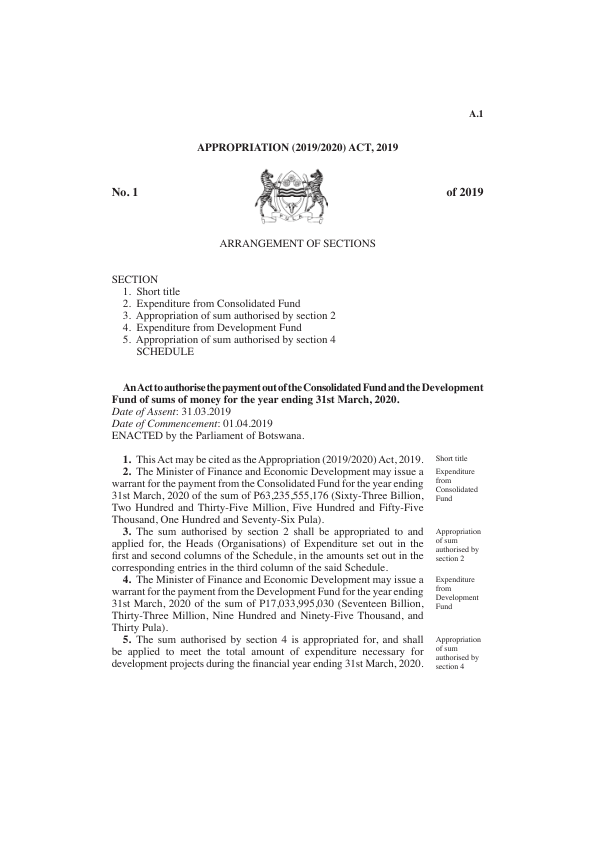 A.1
APPROPRIATION (2019/2020) ACT, 2019
No. 1
of 2019
ARRANGEMENT OF SECTIONS
SECTION
1. Short title
2. Expenditure from Consolidated Fund
3. Appropriation of sum authorised by section 2
4. Expenditure from Development Fund
5. Appropriation of sum authorised by section 4
SCHEDULE
An Act to authorise the payment out of the Consolidated Fund and the Development
Fund of sums of money for the year ending 31st March, 2020.
Date of Assent: 31.03.2019
Date of Commencement: 01.04.2019
ENACTED by the Parliament of Botswana.
1. This Act may be cited as the Appropriation (2019/2020) Act, 2019.
Short title
2. The Minister of Finance and Economic Development may issue a
warrant for the payment from the Consolidated Fund for the year ending
31st March, 2020 of the sum of P63,235,555,176 (Sixty-Three Billion,
Two Hundred and Thirty-Five Million, Five Hundred and Fifty-Five
Thousand, One Hundred and Seventy-Six Pula).
Expenditure
from
Consolidated
Fund
3. The sum authorised by section 2 shall be appropriated to and
applied for, the Heads (Organisations) of Expenditure set out in the
first and second columns of the Schedule, in the amounts set out in the
corresponding entries in the third column of the said Schedule.
Appropriation
of sum
authorised by
section 2
4. The Minister of Finance and Economic Development may issue a
warrant for the payment from the Development Fund for the year ending
31st March, 2020 of the sum of P17,033,995,030 (Seventeen Billion,
Thirty-Three Million, Nine Hundred and Ninety-Five Thousand, and
Thirty Pula).
Expenditure
from
Development
Fund
5. The sum authorised by section 4 is appropriated for, and shall
be applied to meet the total amount of expenditure necessary for
development projects during the financial year ending 31st March, 2020.
Appropriation
of sum
authorised by
section 4